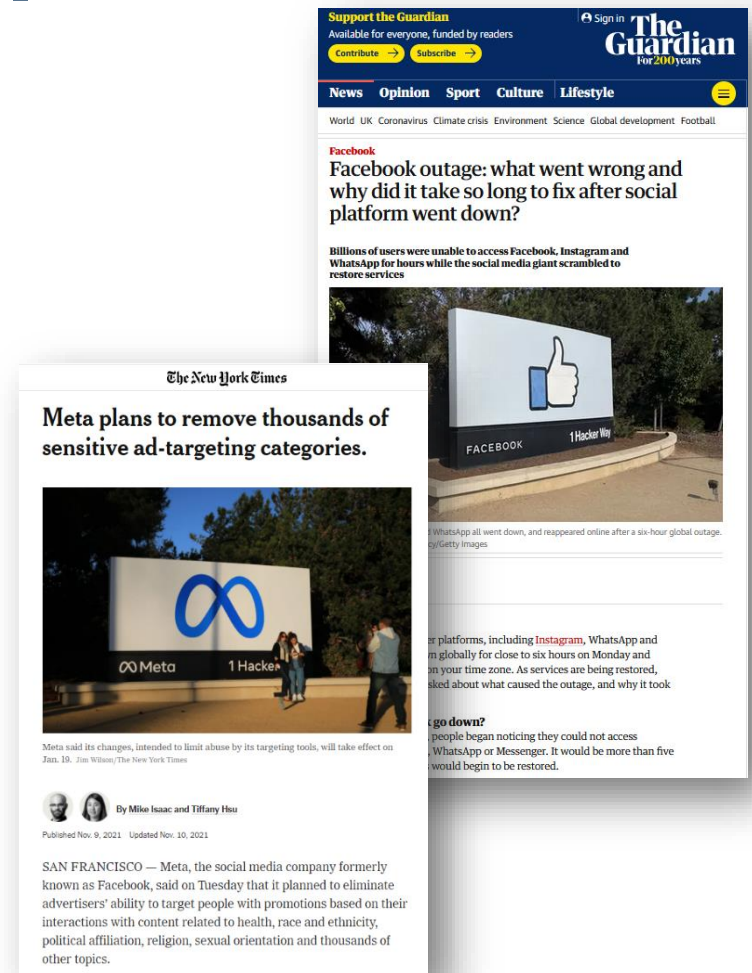 Support the Guardian
Available for everyone, funded by readers
Contribute
Subscribe
Sign in
The
Guardian
For 200 years
News Opinion Sport Culture Lifestyle
World UK Coronavirus Climate crisis Environment Science Global development Football
Facebook
Facebook outage: what went wrong and
why did it take so long to fix after social
platform went down?
Billions of users were unable to access Facebook, Instagram and
WhatsApp for hours while the social media giant scrambled to
restore services
FACEBOOK
1 Hacker Way
WhatsApp all went down, and reappeared online after a six-hour global outage.
cy/Getty Images
er platforms, including Instagram, WhatsApp and
n globally for close to six hours on Monday and
on your time zone. As services are being restored,
sked about what caused the outage, and why it took
k go down?
people began noticing they could not access
, WhatsApp or Messenger. It would be more than five
would begin to be restored.
The New York Times
Meta plans to remove thousands of
sensitive ad-targeting categories.
Meta
1 Hacker
Meta said its changes, intended to limit abuse by its targeting tools, will take effect on
Jan. 19. Jim Wilson/The New York Times
By Mike Isaac and Tiffany Hsu
Published Nov. 9, 2021 Updated Nov. 10, 2021
SAN FRANCISCO — Meta, the social media company formerly
known as Facebook, said on Tuesday that it planned to eliminate
advertisers' ability to target people with promotions based on their
interactions with content related to health, race and ethnicity,
political affiliation, religion, sexual orientation and thousands of
other topics.